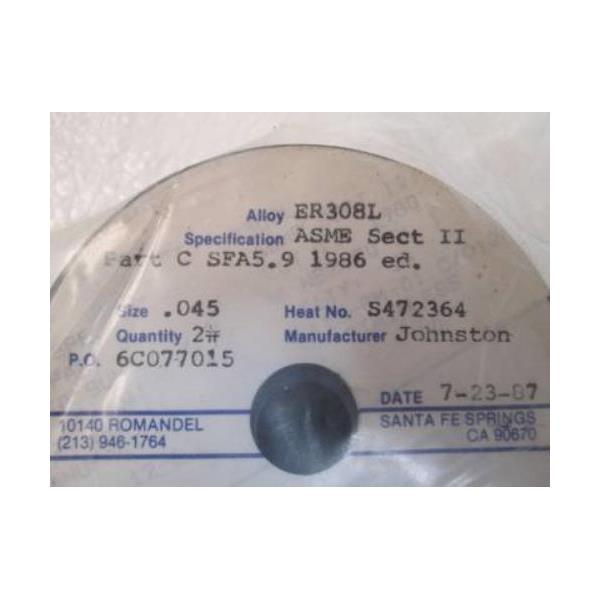 Alloy ER308L
Specification ASME Sect II
Part C SFA5.9 1986 ed.
Size .045 Heat No. S472364
Quantity 2# Manufacturer Johnston
P.O. 6C077015
DATE 7-23-87
10140 ROMANDEL SANTA FE SPRINGS
(213) 946-1764 CA 90670